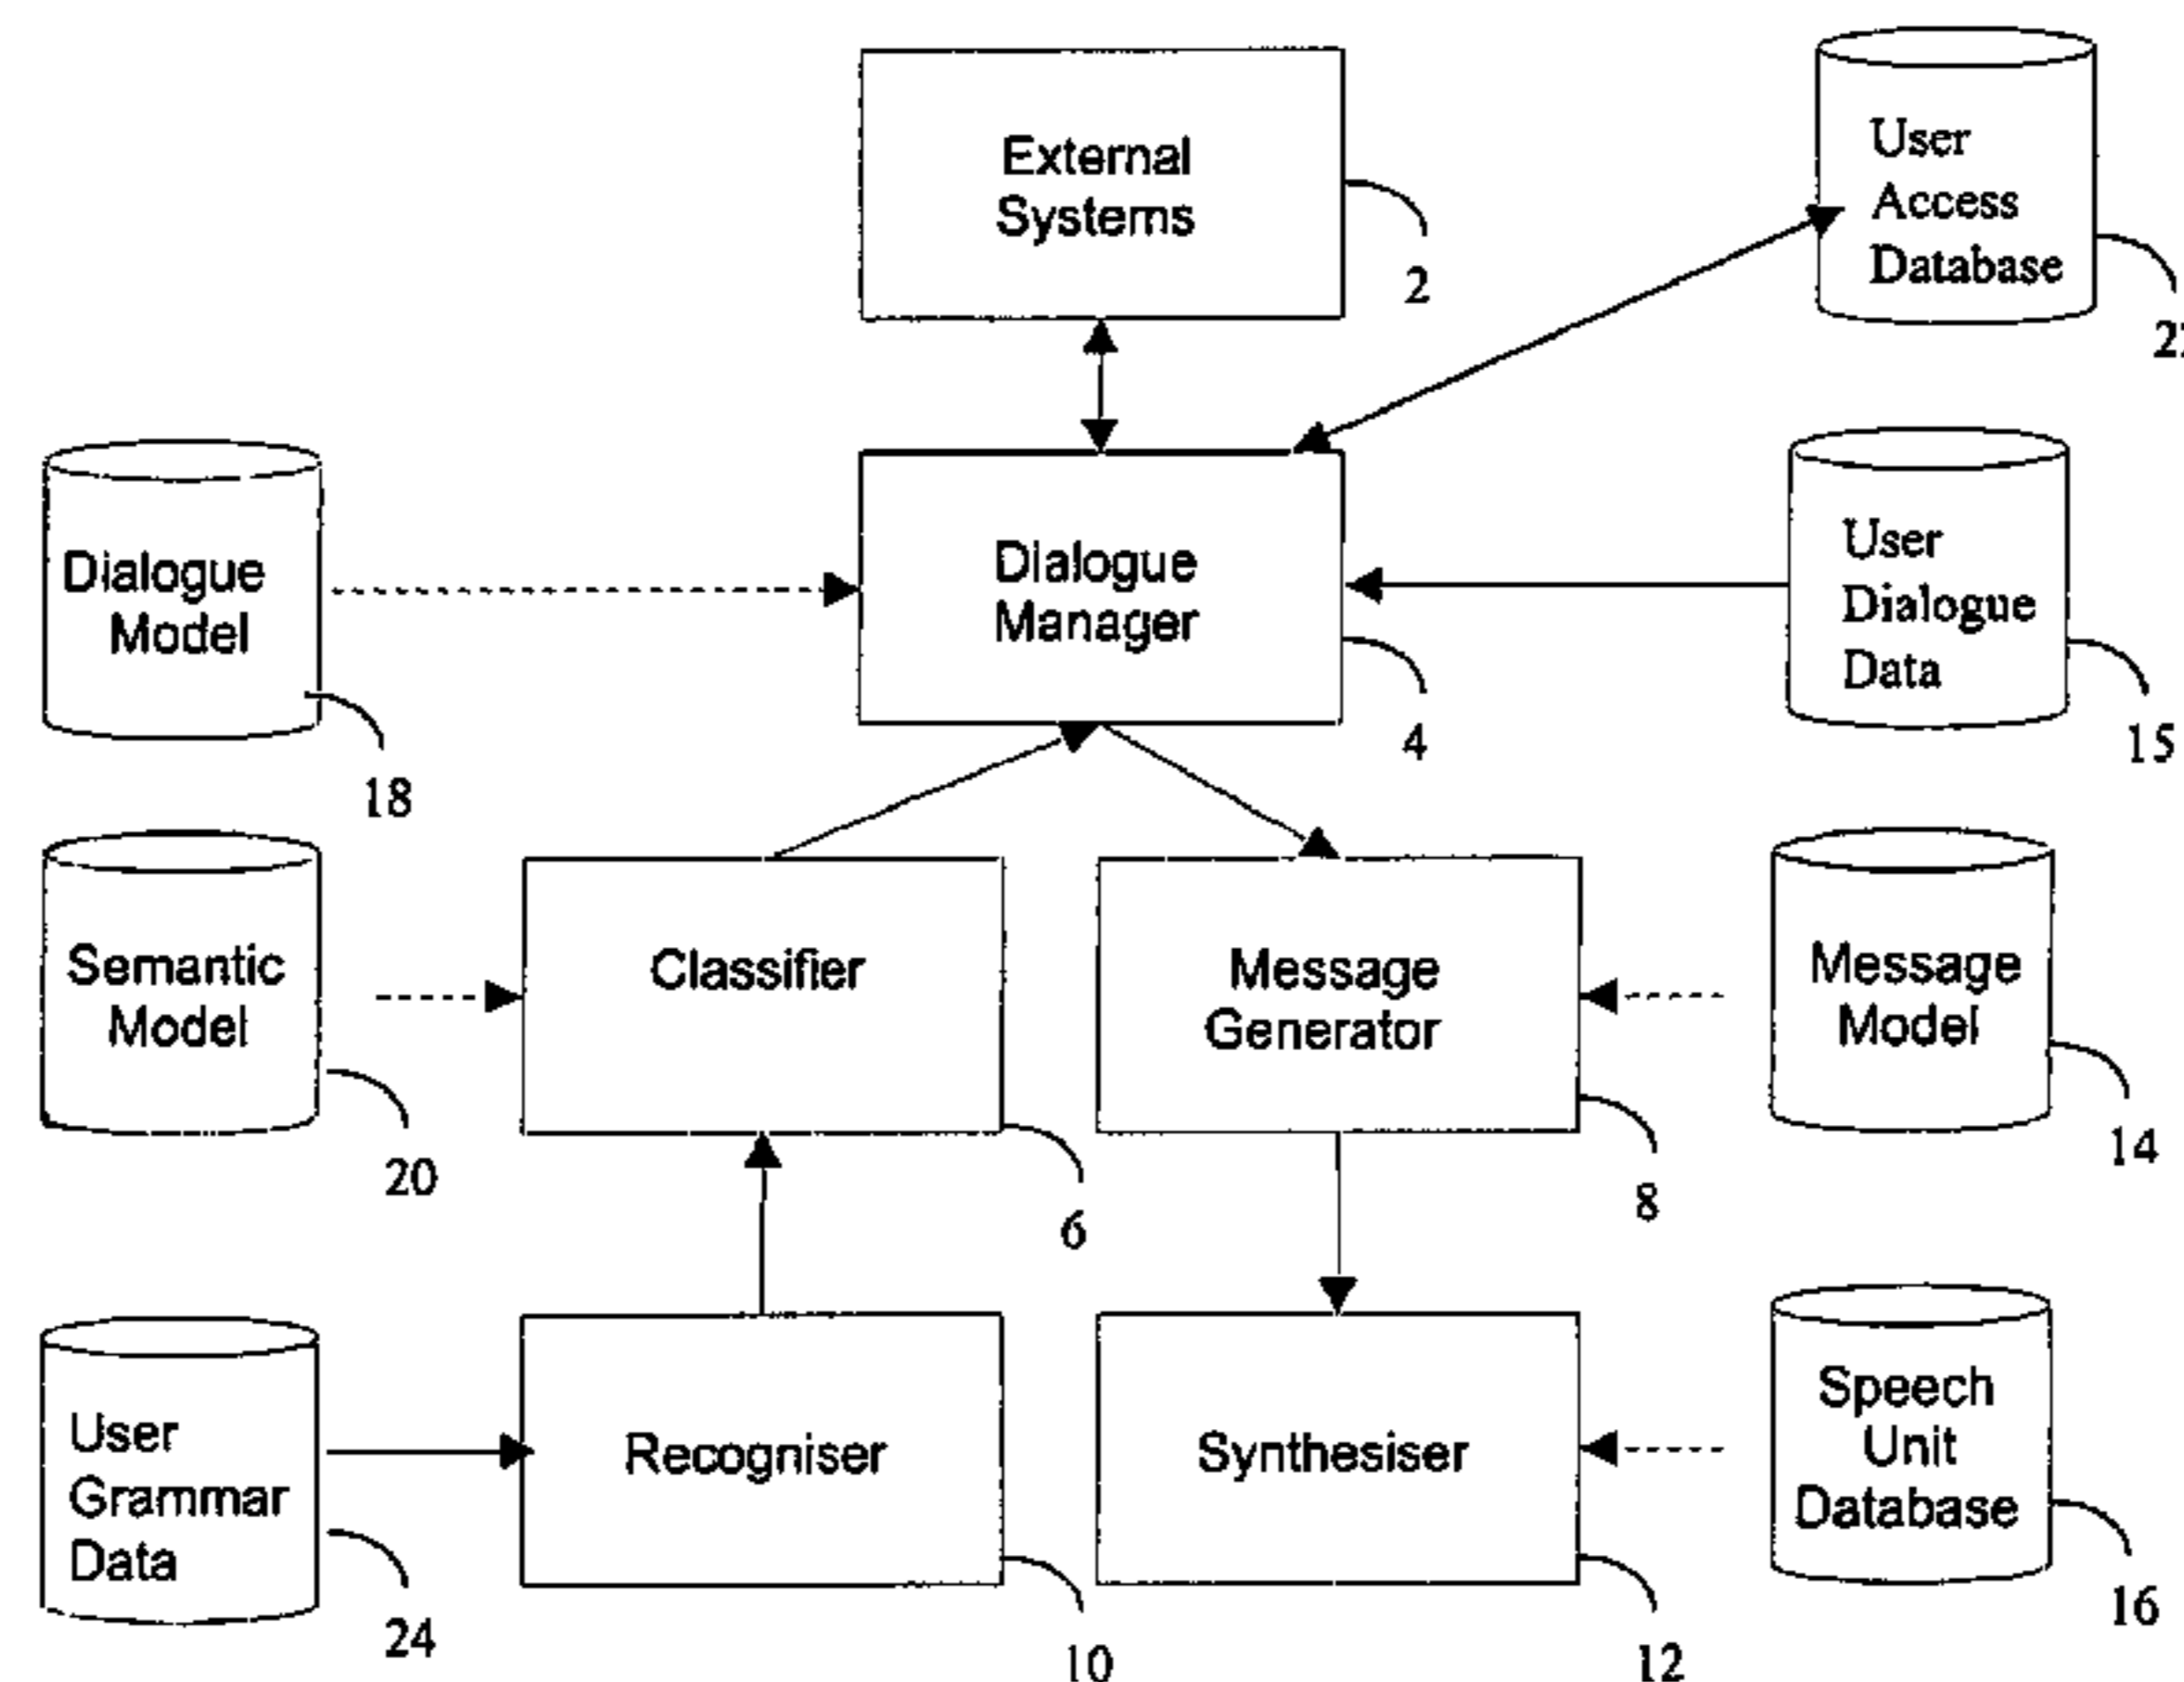 External
Systems
2
User
Access
Database
Dialogue
Model
18
Dialogue
Manager
4
User
Dialogue
Data
15
Semantic
Model
20
Classifier
6
Message
Generator
8
Message
Model
14
User
Grammar
Data
24
Recogniser
10
Synthesiser
12
Speech
Unit
Database
16